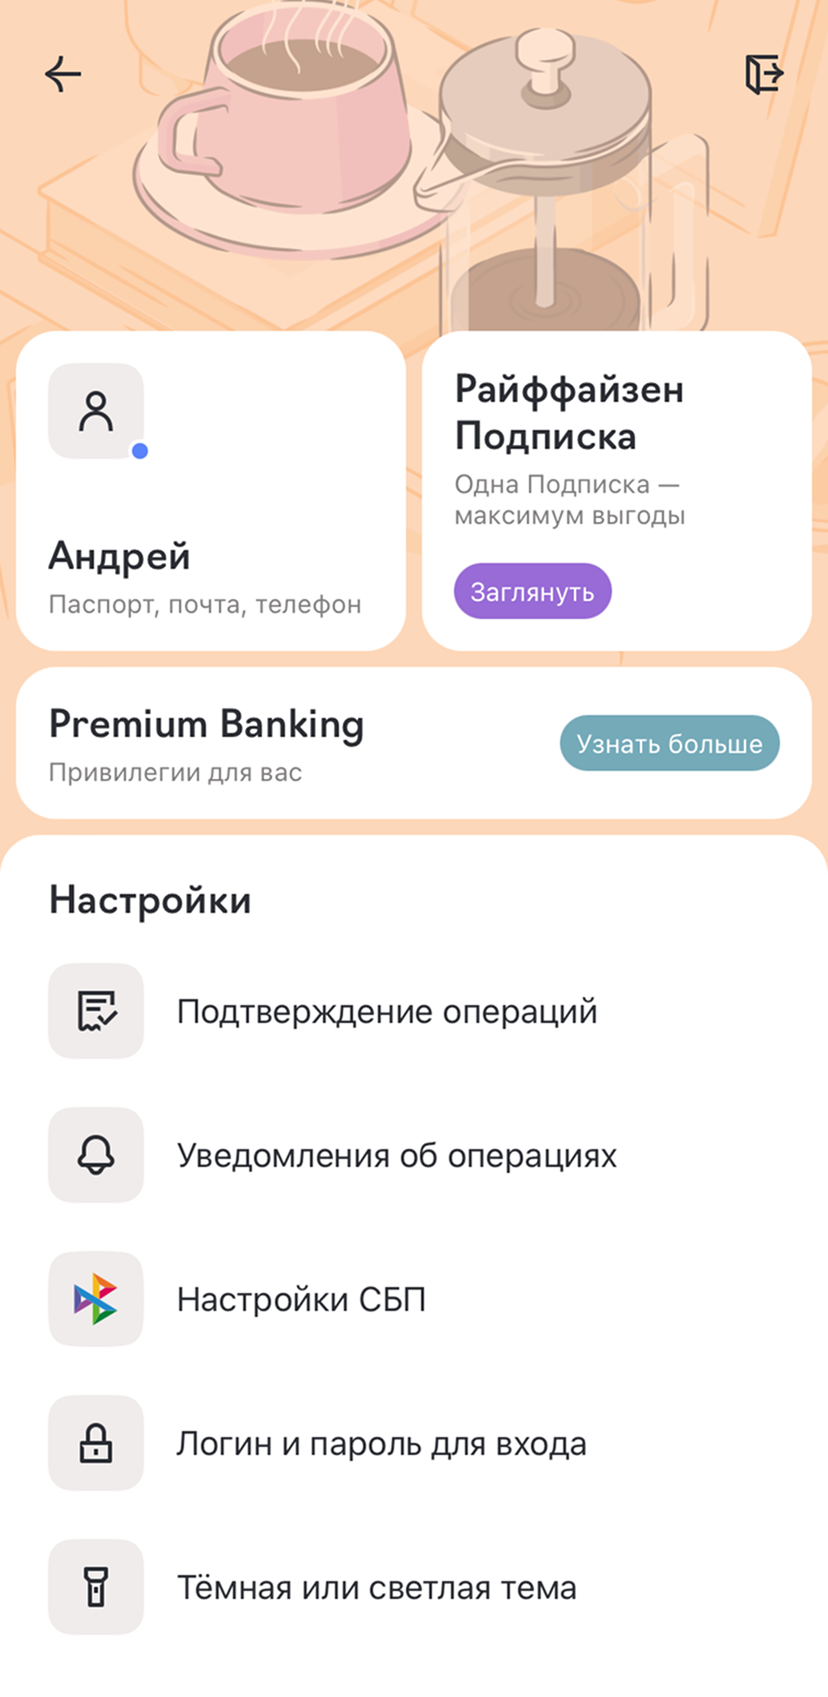 Андрей
Паспорт, почта, телефон
Райффайзен
Подписка
Одна Подписка —
максимум выгоды
Заглянуть
Premium Banking
Привилегии для вас
Узнать больше
Настройки
Подтверждение операций
Уведомления об операциях
Настройки СБП
Логин и пароль для входа
Тёмная или светлая тема